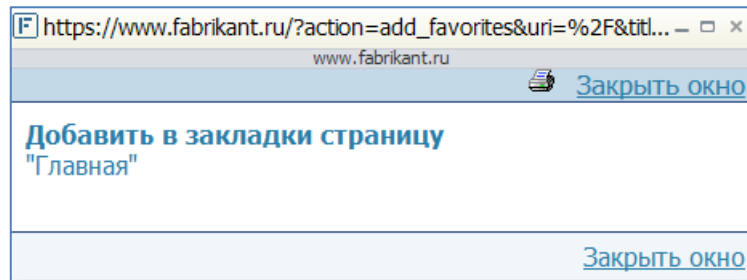 F https://www.fabrikant.ru/?action=add_favorites&uri=%2F&titl...
www.fabrikant.ru
Закрыть окно
Добавить в закладки страницу
"Главная"
Закрыть окно